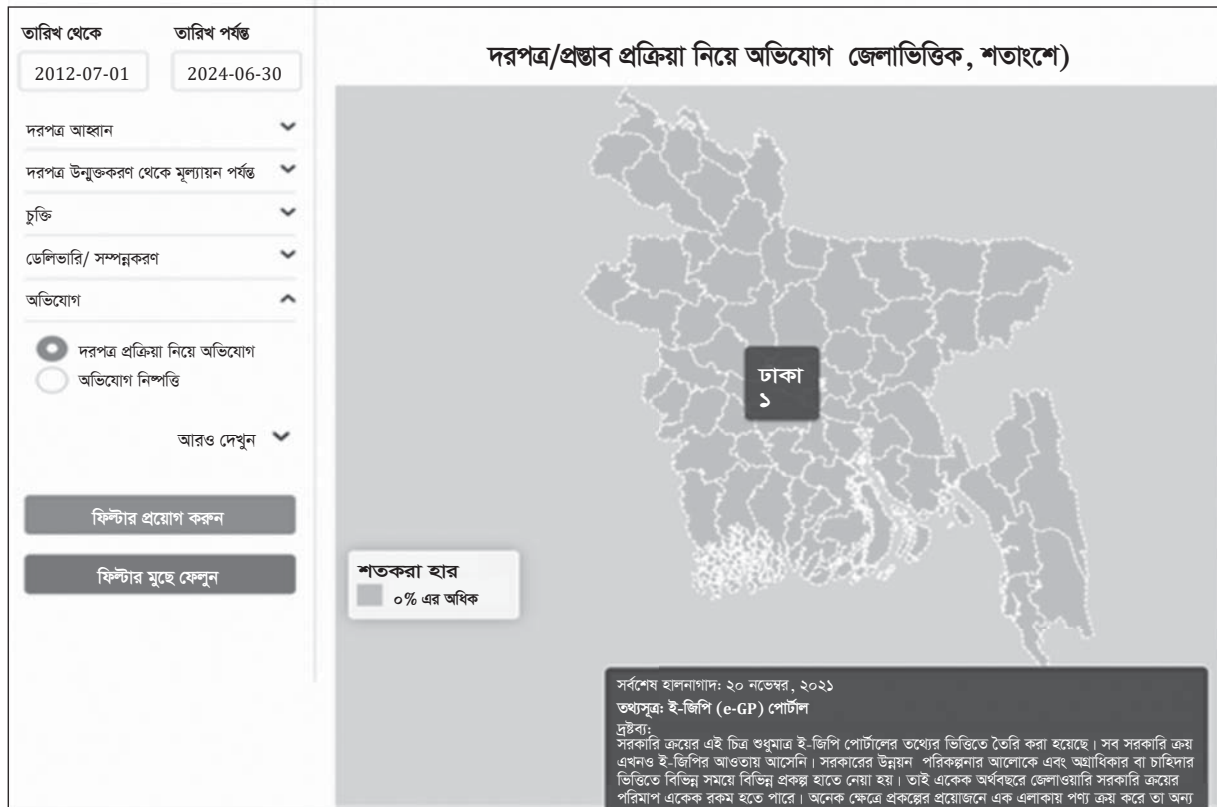 তারিখ থেকে
তারিখ পর্যন্ত
2012-07-01
2024-06-30
দরপত্র আহ্বান
দরপত্র উন্মুক্তকরণ থেকে মূল্যায়ন পর্যন্ত
চুক্তি
ডেলিভারি/ সম্পন্নকরণ
অভিযোগ
দরপত্র প্রক্রিয়া নিয়ে অভিযোগ
অভিযোগ নিষ্পত্তি
আরও দেখুন
ফিল্টার প্রয়োগ করুন
ফিল্টার মুছে ফেলুন
দরপত্র/প্রস্তাব প্রক্রিয়া নিয়ে অভিযোগ জেলাভিত্তিক, শতাংশে)
ঢাকা
১
শতকরা হার
০% এর অধিক
সর্বশেষ হালনাগাদ: ২০ নভেম্বর, ২০২১
তথ্যসূত্র: ই-জিপি (e-GP) পোর্টাল
দ্রষ্টব্য:
সরকারি ক্রয়ের এই চিত্র শুধুমাত্র ই-জিপি পোর্টালের তথ্যের ভিত্তিতে তৈরি করা হয়েছে। সব সরকারি ক্রয়
এখনও ই-জিপির আওতায় আসেনি। সরকারের উন্নয়ন পরিকল্পনার আলোকে এবং অগ্রাধিকার বা চাহিদার
ভিত্তিতে বিভিন্ন সময়ে বিভিন্ন প্রকল্প হাতে নেয়া হয়। তাই একেক অর্থবছরে জেলাওয়ারি সরকারি ক্রয়ের
পরিমাপ একেক রকম হতে পারে। অনেক ক্ষেত্রে প্রকল্পের প্রয়োজনে এক এলাকায় পণ্য ক্রয় করে তা অন্য